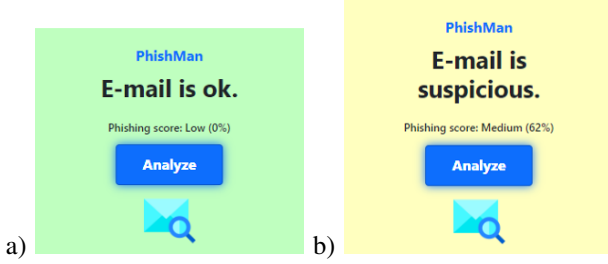 PhishMan
E-mail is ok.
Phishing score: Low (0%)
Analyze
a)
PhishMan
E-mail is
suspicious.
Phishing score: Medium (62%)
Analyze
b)